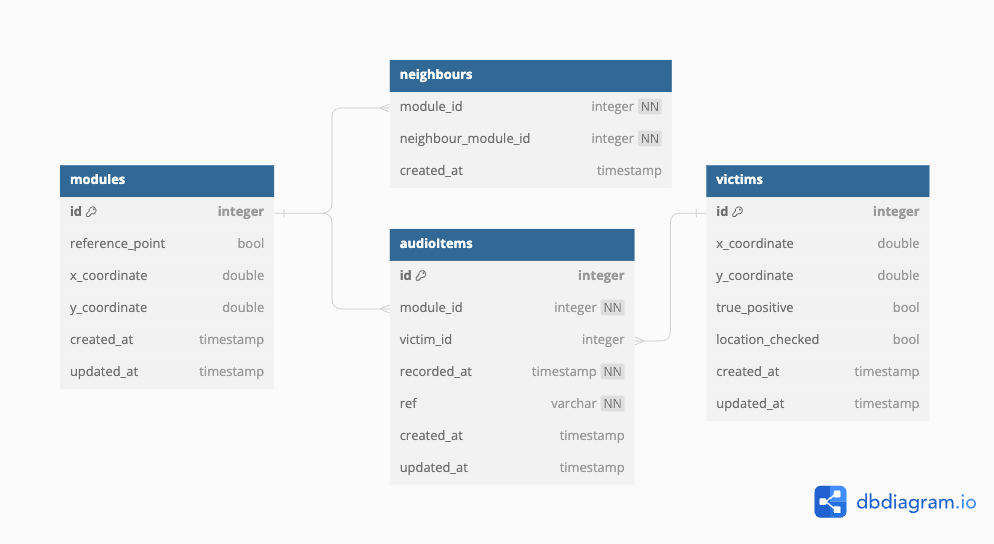 neighbours
module_id integer NN
neighbour_module_id integer NN
created_at timestamp
modules
id integer
reference_point bool
x_coordinate double
y_coordinate double
created_at timestamp
updated_at timestamp
audioItems
id integer
module_id integer NN
victim_id integer
recorded_at timestamp NN
ref varchar NN
created_at timestamp
updated_at timestamp
victims
id integer
x_coordinate double
y_coordinate double
true_positive bool
location_checked bool
created_at timestamp
updated_at timestamp
dbdiagram.io